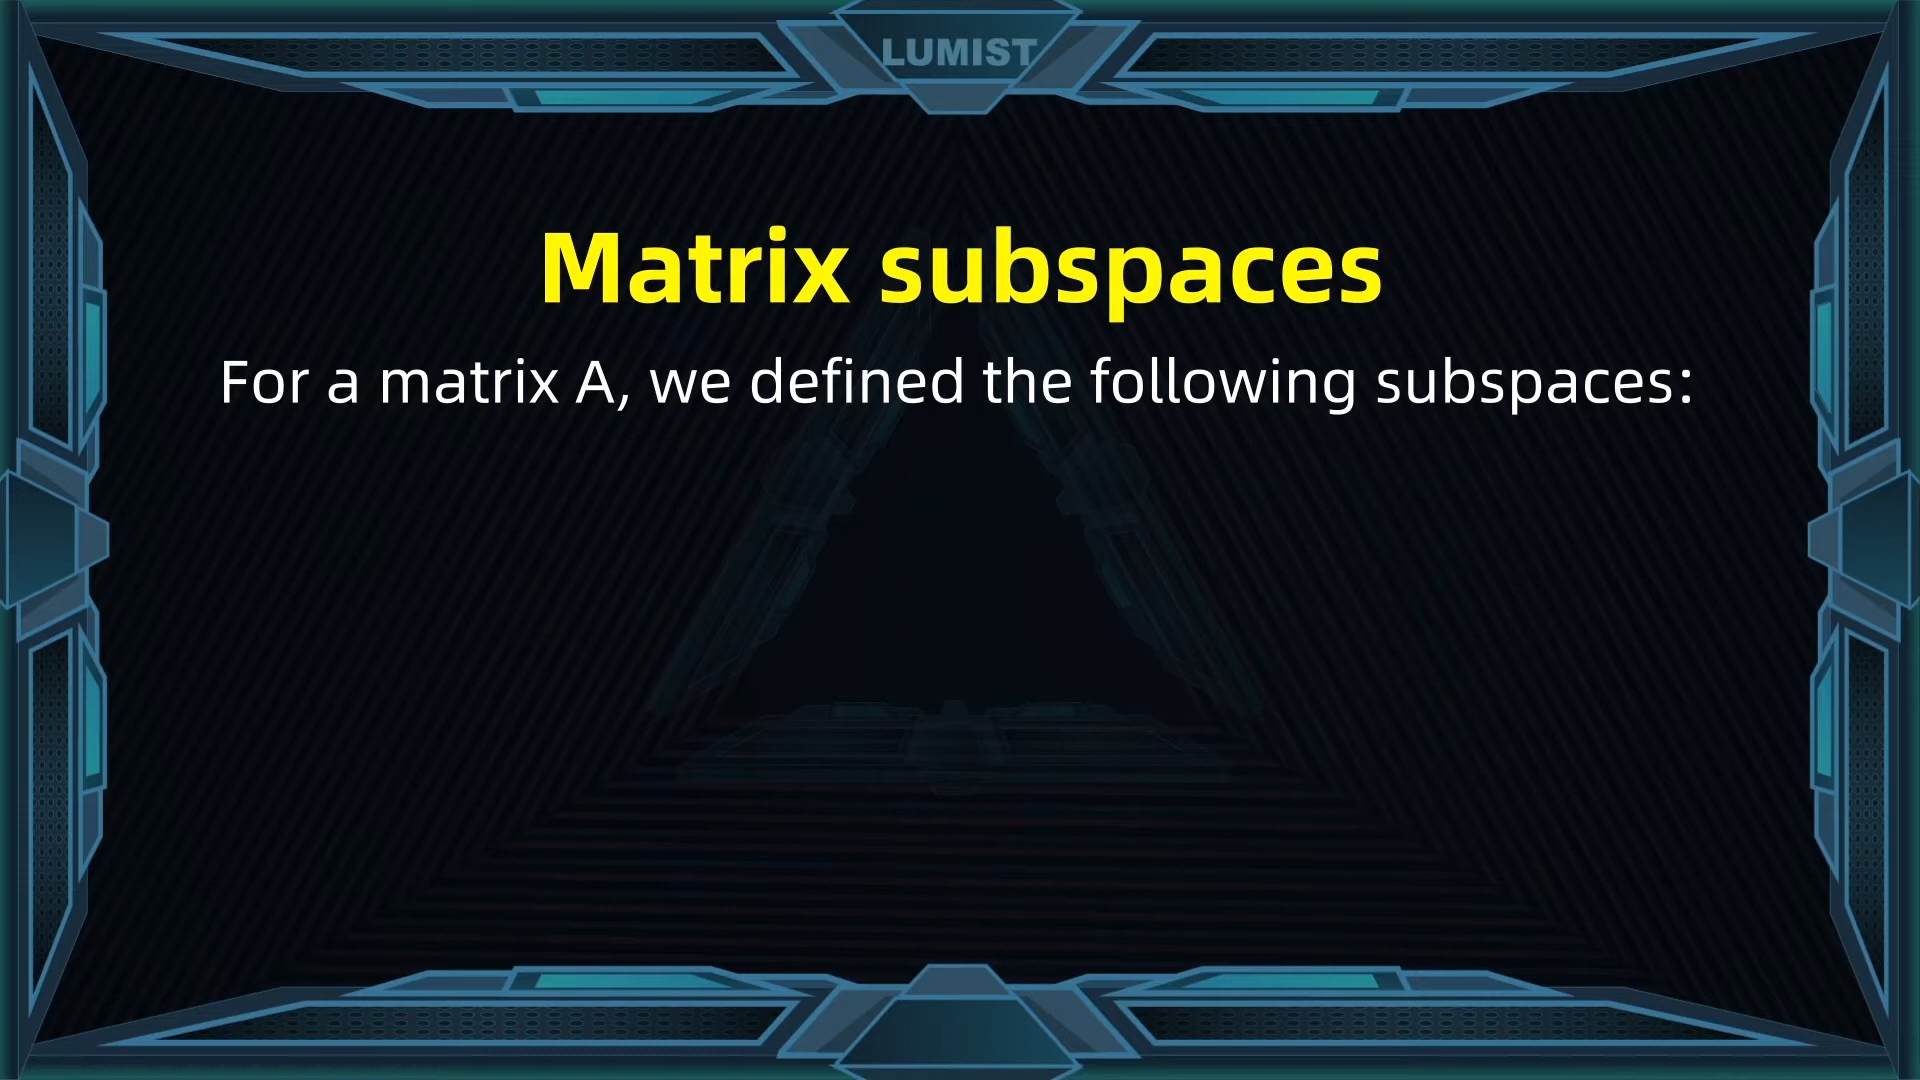 LUMIST
Matrix subspaces
For a matrix A, we defined the following subspaces: